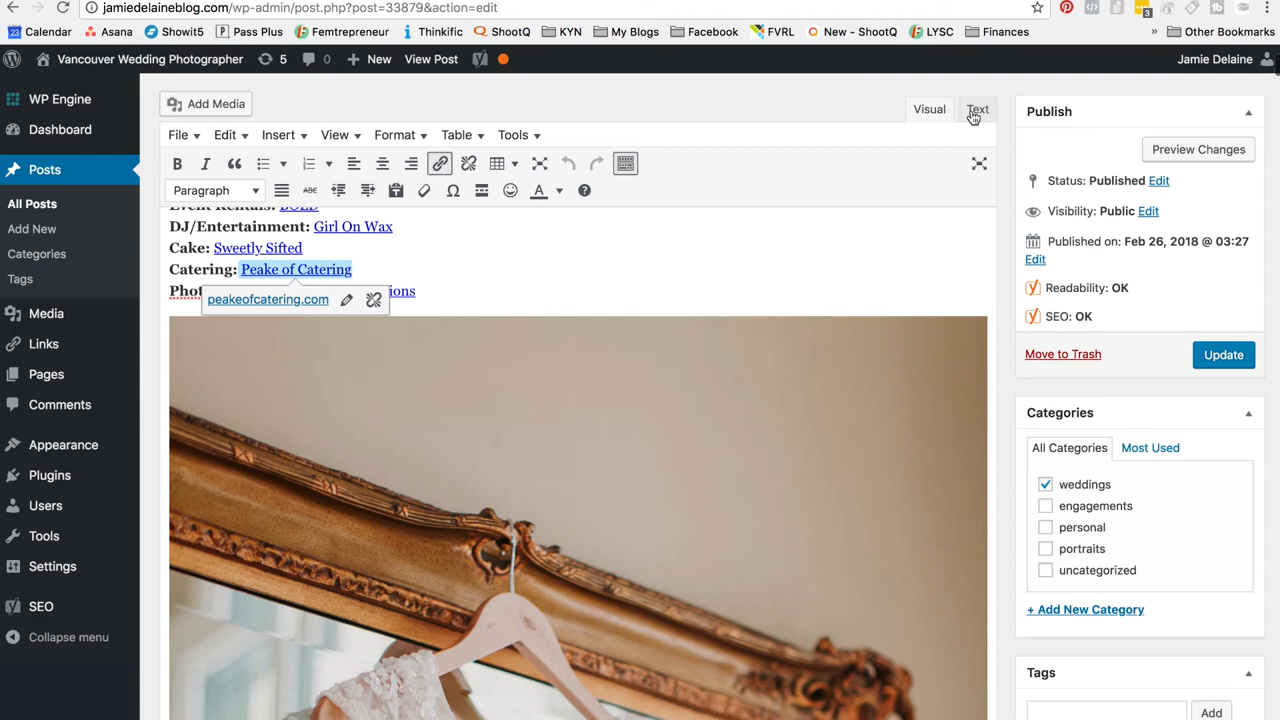 jamiedelaineblog.com/wp-admin/post.php?post=33879&action=edit
Calendar Asana Showit5 Pass Plus Femtrepreneur Thinkific ShootQ KYN My Blogs Facebook FVRL New - ShootQ LYSC Finances » Other Bookmarks
Vancouver Wedding Photographer 5 0 New View Post Jamie Delaine
WP Engine
Dashboard
Posts
All Posts
Add New
Categories
Tags
Media
Links
Pages
Comments
Appearance
Plugins
Users
Tools
Settings
SEO
Collapse menu
Add Media
Visual Text
File Edit Insert View Format Table Tools
Paragraph
Event Rentals: BOLD
DJ/Entertainment: Girl On Wax
Cake: Sweetly Sifted
Catering: Peake of Catering
peakeofcatering.com
Publish
Preview Changes
Status: Published Edit
Visibility: Public Edit
Published on: Feb 26, 2018 @ 03:27
Edit
Readability: OK
SEO: OK
Move to Trash Update
Categories
All Categories Most Used
weddings
engagements
personal
portraits
uncategorized
+ Add New Category
Tags
Add